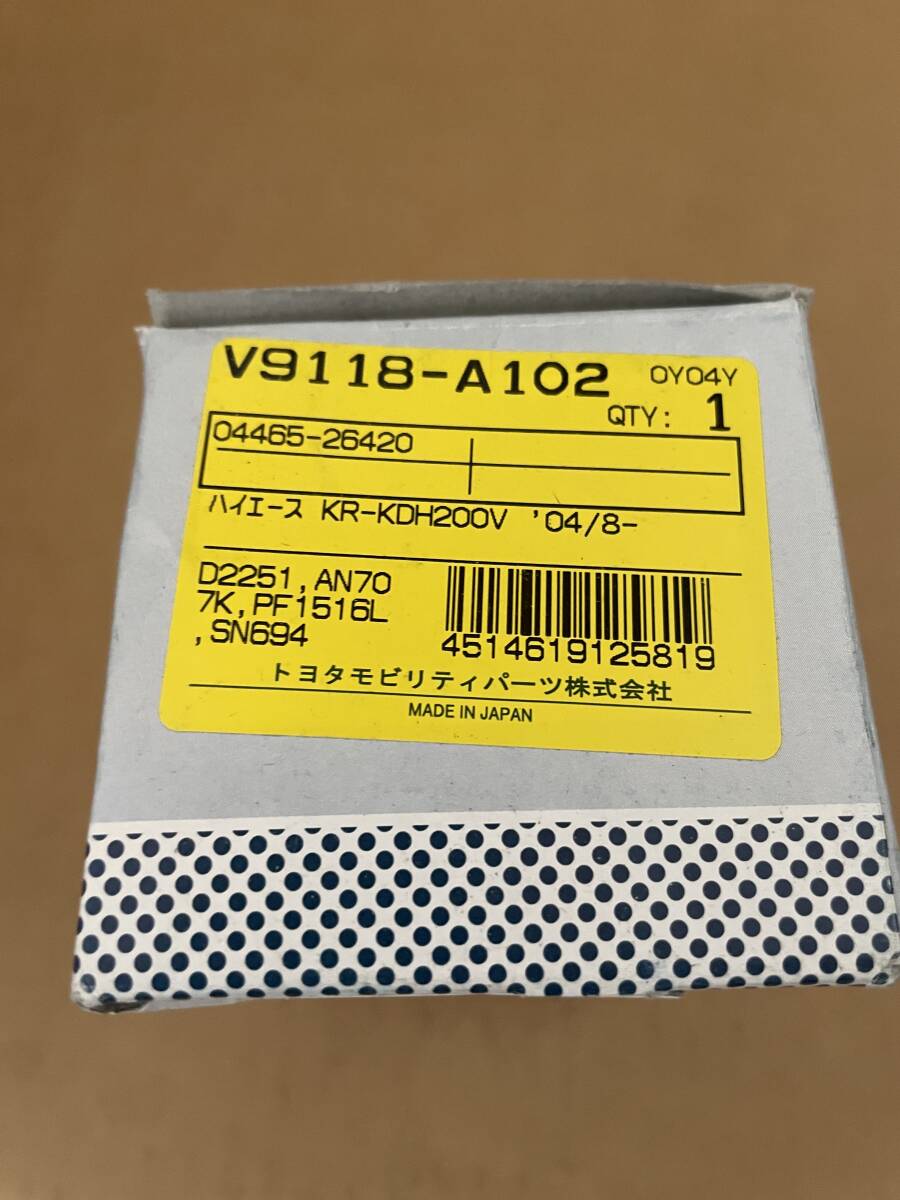 V9118-A102 0Y04Y
QTY: 1
04465-26420
ハイエース KR-KDH200V '04/8-
D2251,AN70
7K,PF1516L
,SN694
4514619125819
トヨタモビリティパーツ株式会社
MADE IN JAPAN